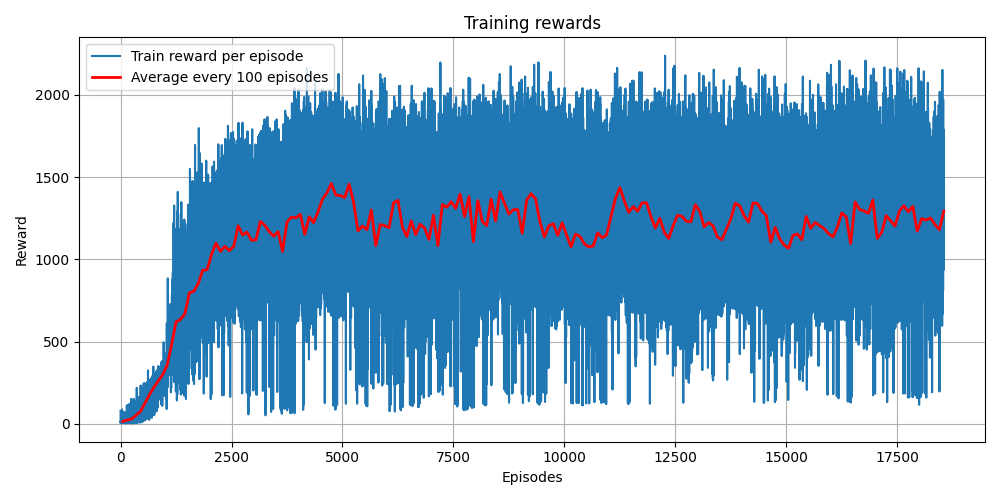 Training rewards
Train reward per episode
Average every 100 episodes
Reward
2000
1500
1000
500
0
0 2500 5000 7500 10000 12500 15000 17500
Episodes